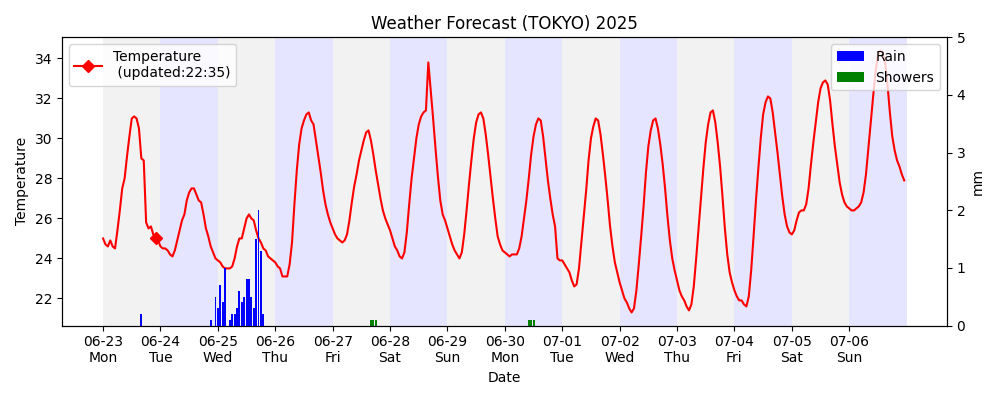 Weather Forecast (TOKYO) 2025
Temperature
(updated:22:35)
Rain
Showers
Temperature
34
32
30
28
26
24
22
5
4
3
2
1
0
mm
06-23 06-24 06-25 06-26 06-27 06-28 06-29 06-30 07-01 07-02 07-03 07-04 07-05 07-06
Mon Tue Wed Thu Fri Sat Sun Mon Tue Wed Thu Fri Sat Sun
Date